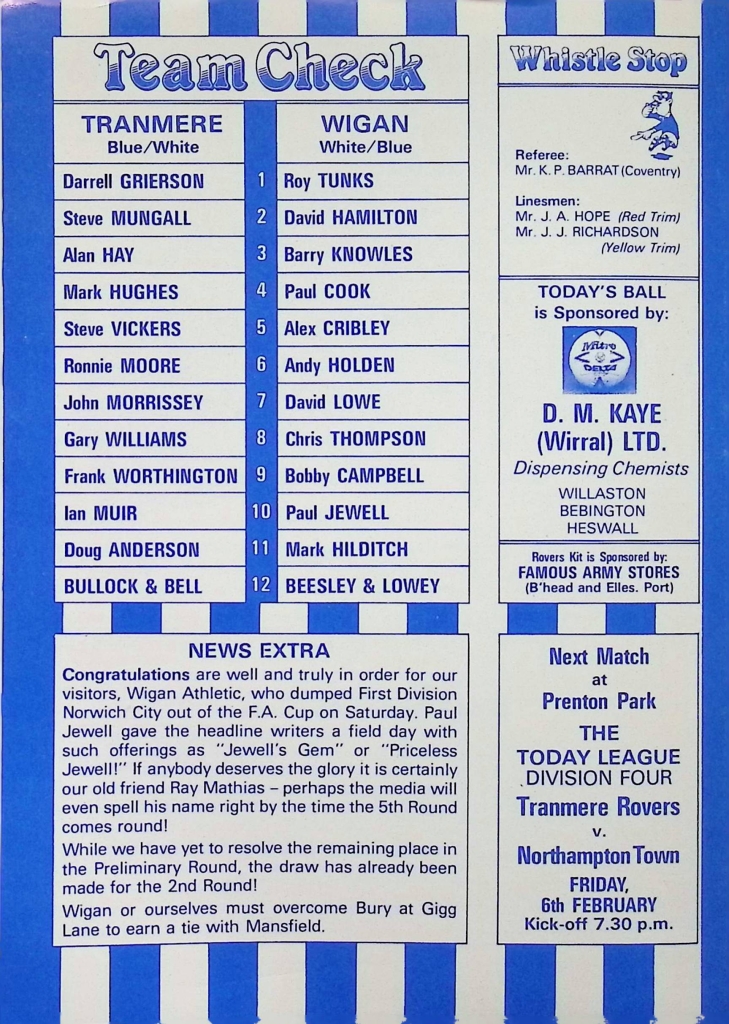 Team Check
TRANMERE
Blue/White
WIGAN
White/Blue
Darrell GRIERSON 1 Roy TUNKS
Steve MUNGALL 2 David HAMILTON
Alan HAY 3 Barry KNOWLES
Mark HUGHES 4 Paul COOK
Steve VICKERS 5 Alex CRIBLEY
Ronnie MOORE 6 Andy HOLDEN
John MORRISSEY 7 David LOWE
Gary WILLIAMS 8 Chris THOMPSON
Frank WORTHINGTON 9 Bobby CAMPBELL
Ian MUIR 10 Paul JEWELL
Doug ANDERSON 11 Mark HILDITCH
BULLOCK & BELL 12 BEESLEY & LOWEY
NEWS EXTRA
Congratulations are well and truly in order for our
visitors, Wigan Athletic, who dumped First Division
Norwich City out of the F.A. Cup on Saturday. Paul
Jewell gave the headline writers a field day with
such offerings as "Jewell's Gem" or "Priceless
Jewell!" If anybody deserves the glory it is certainly
our old friend Ray Mathias – perhaps the media will
even spell his name right by the time the 5th Round
comes round!
While we have yet to resolve the remaining place in
the Preliminary Round, the draw has already been
made for the 2nd Round!
Wigan or ourselves must overcome Bury at Gigg
Lane to earn a tie with Mansfield.
Whistle Stop
Referee:
Mr. K. P. BARRAT (Coventry)
Linesmen:
Mr. J. A. HOPE (Red Trim)
Mr. J. J. RICHARDSON
(Yellow Trim)
TODAY'S BALL
is Sponsored by:
Mitre
DELTA
D. M. KAYE
(Wirral) LTD.
Dispensing Chemists
WILLASTON
BEBINGTON
HESWALL
Rovers Kit is Sponsored by:
FAMOUS ARMY STORES
(B'head and Elles. Port)
Next Match
at
Prenton Park
THE
TODAY LEAGUE
DIVISION FOUR
Tranmere Rovers
v.
Northampton Town
FRIDAY,
6th FEBRUARY
Kick-off 7.30 p.m.